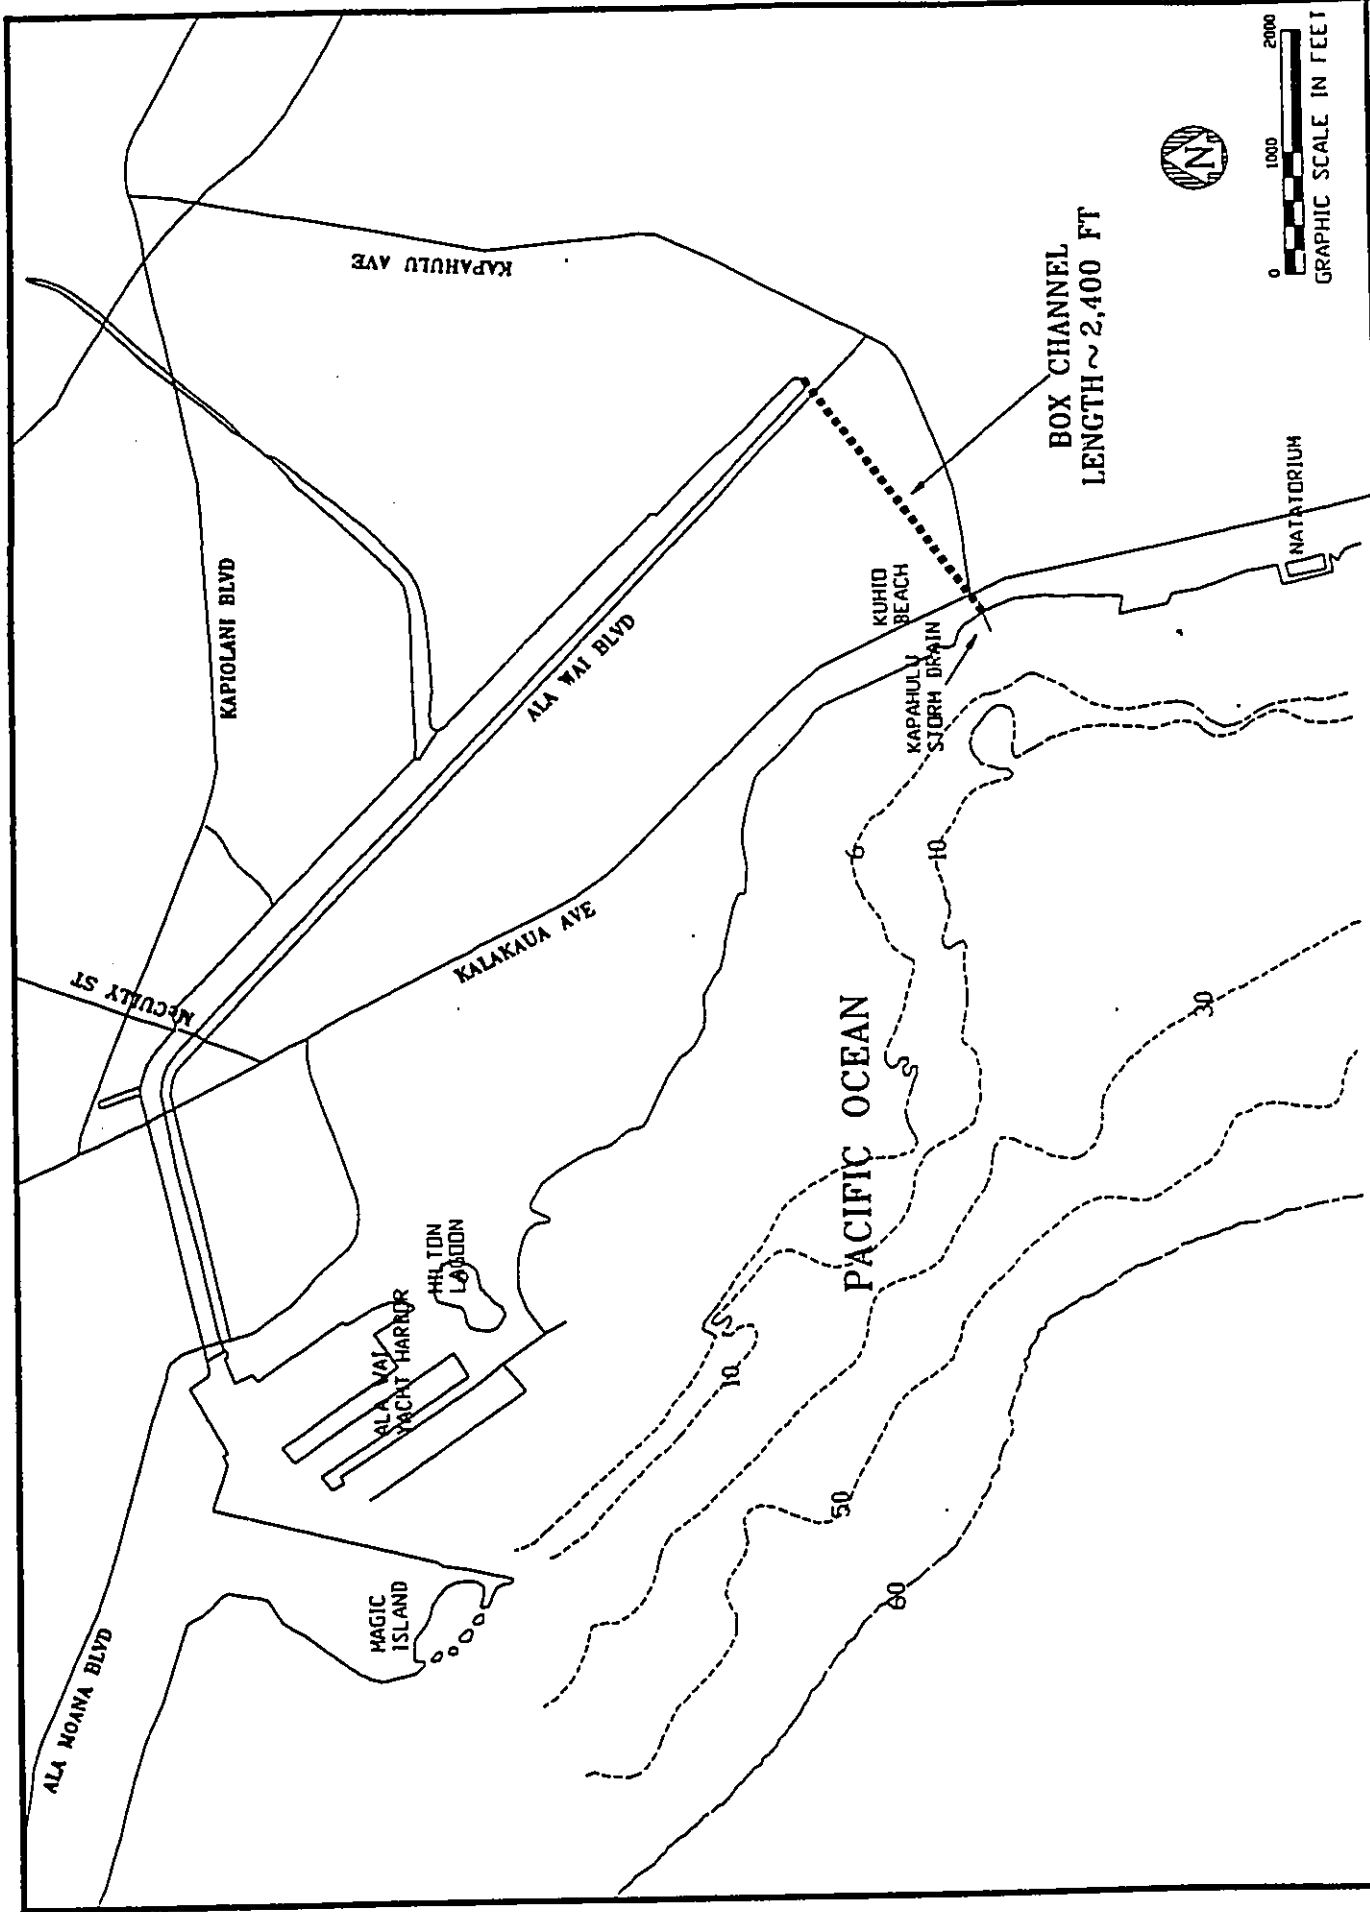 ALA MOANA BLVD
MAGIC
ISLAND
ALA WAI
YACHT HARBOR
HILTON
LAGOON
McCULLY ST
KAPIOLANI BLVD
KALAKAUA AVE
ALA WAI BLVD
KAPAHULU AVE
KUHIO
BEACH
KAPAHULU
STORM DRAIN
BOX CHANNEL
LENGTH~2,400 FT
NATATORIUM
PACIFIC OCEAN
6
10
S
S
S
10
30
50
60
N
0 1000 2000
GRAPHIC SCALE IN FEET